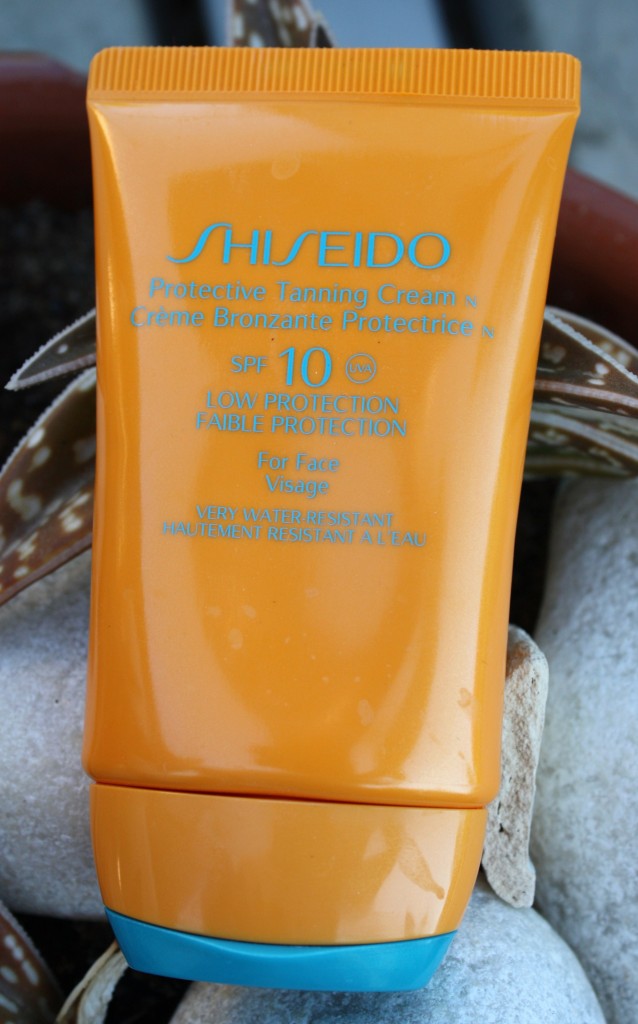 SHISEIDO
Protective Tanning Cream N
Crème Bronzante Protectrice N
SPF 10 UVA
LOW PROTECTION
FAIBLE PROTECTION
For Face
Visage
VERY WATER-RESISTANT
HAUTEMENT RESISTANT A L'EAU